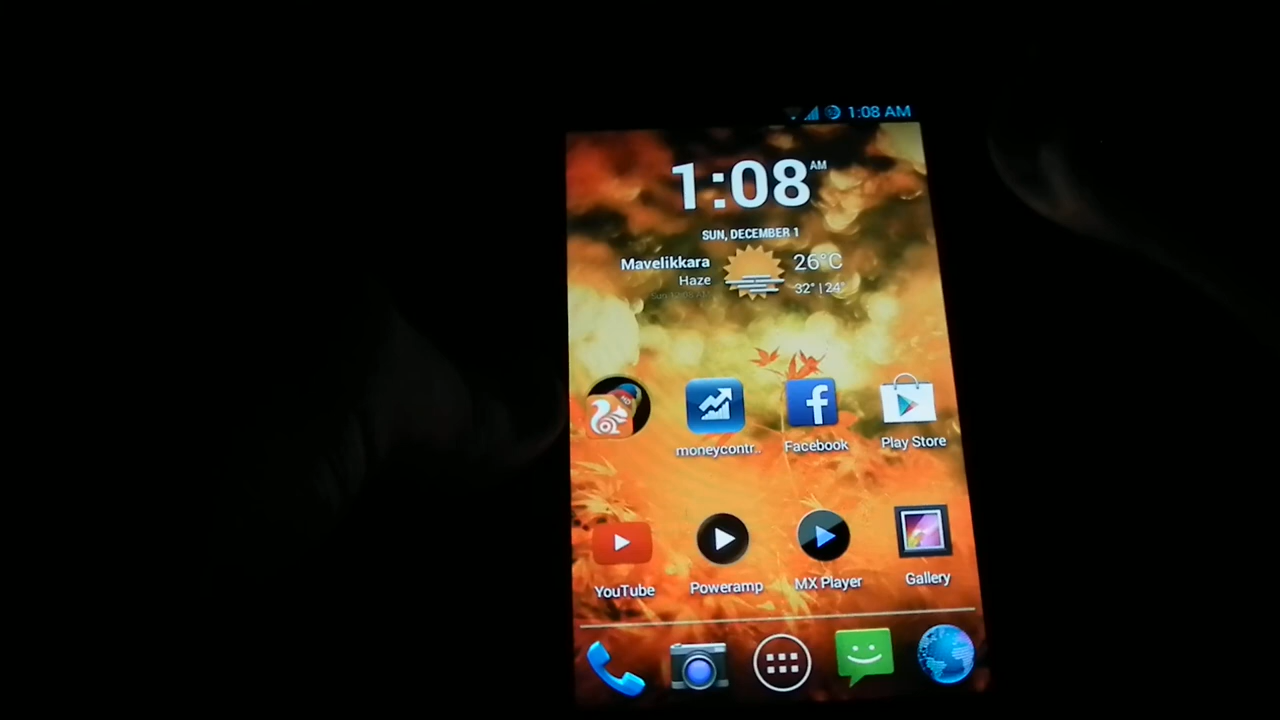 1:08 AM
1:08 AM
SUN, DECEMBER 1
Mavelikkara
26°C
Haze
32° | 24°
HD
moneycontr..
Facebook
Play Store
YouTube
Poweramp
MX Player
Gallery